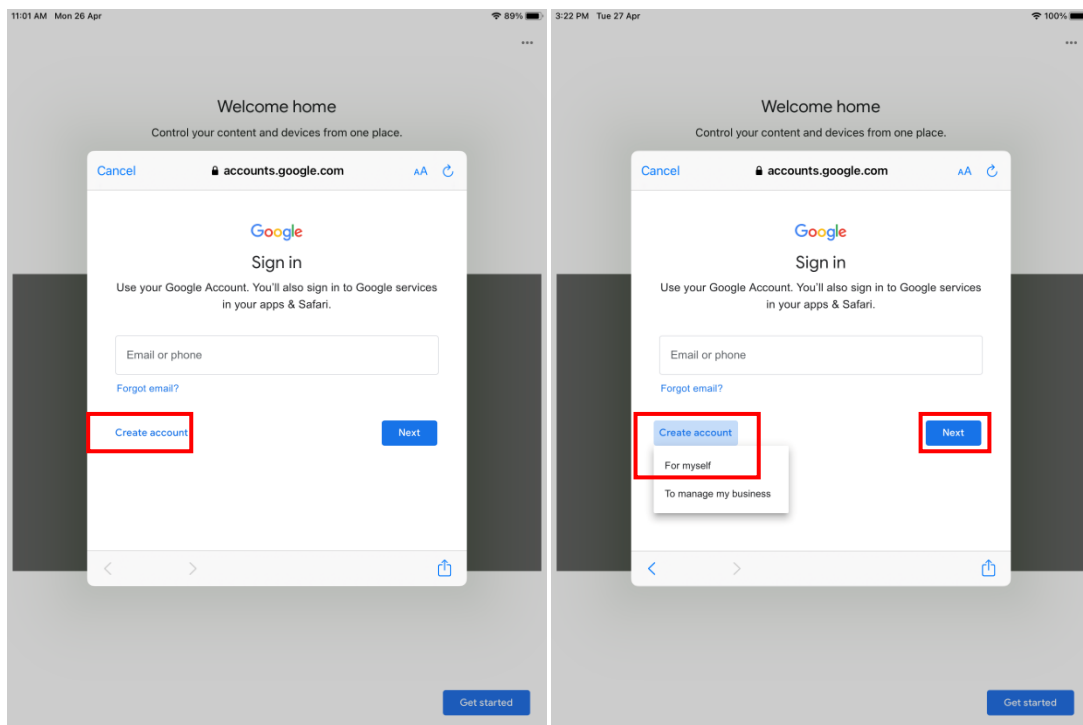 11:01 AM Mon 26 Apr
89%
Welcome home
Control your content and devices from one place.
Cancel
accounts.google.com
AA
Google
Sign in
Use your Google Account. You'll also sign in to Google services
in your apps & Safari.
Email or phone
Forgot email?
Create account
Next
Get started
3:22 PM Tue 27 Apr
100%
Welcome home
Control your content and devices from one place.
Cancel
accounts.google.com
AA
Google
Sign in
Use your Google Account. You'll also sign in to Google services
in your apps & Safari.
Email or phone
Forgot email?
Create account
Next
For myself
To manage my business
Get started